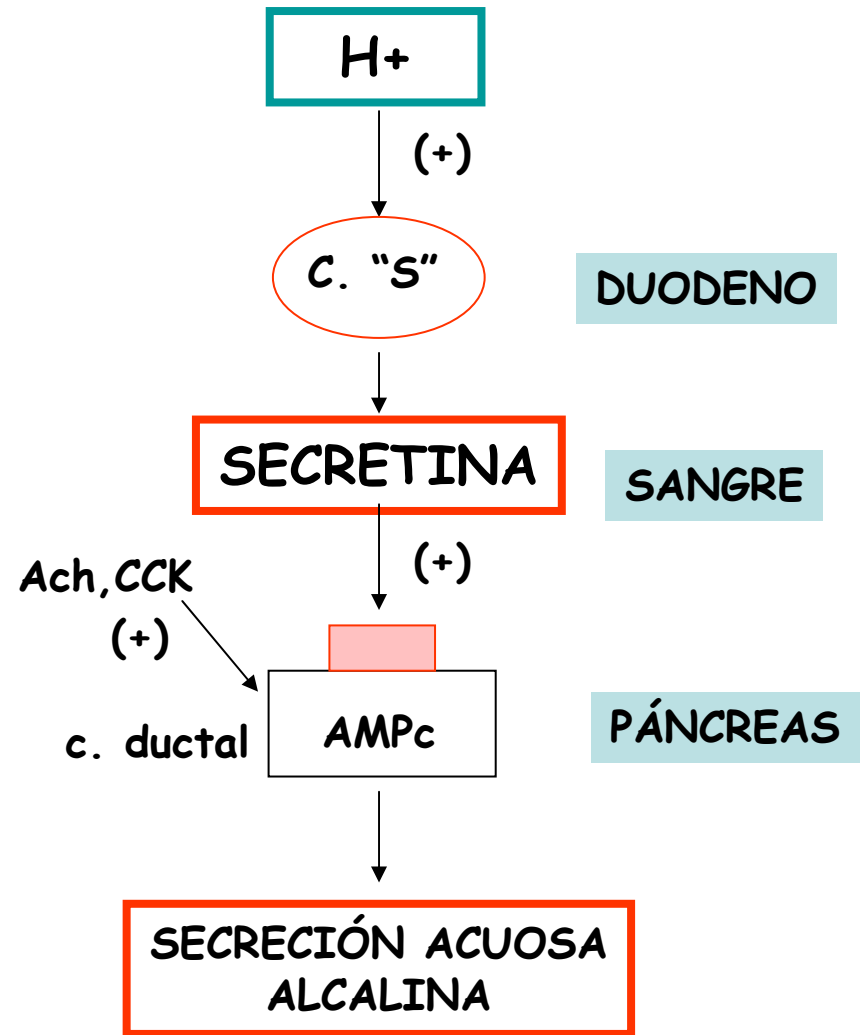 H+
(+)
C. “S”
DUODENO
SECRETINA
SANGRE
(+)
Ach,CCK
(+)
c. ductal
AMPc
PÁNCREAS
SECRECIÓN ACUOSA
ALCALINA